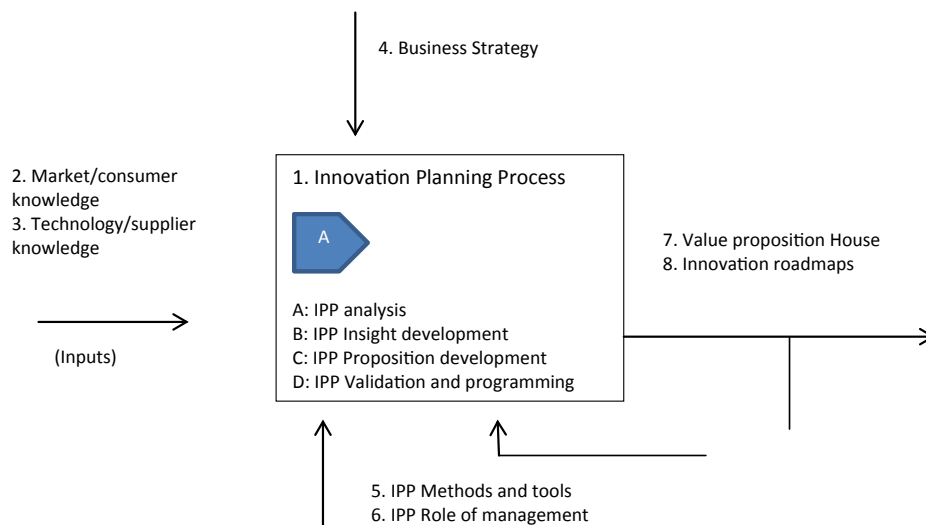 4. Business Strategy
2. Market/consumer
knowledge
3. Technology/supplier
knowledge
1. Innovation Planning Process
A
7. Value proposition House
8. Innovation roadmaps
A: IPP analysis
B: IPP Insight development
C: IPP Proposition development
D: IPP Validation and programming
(Inputs)
5. IPP Methods and tools
6. IPP Role of management